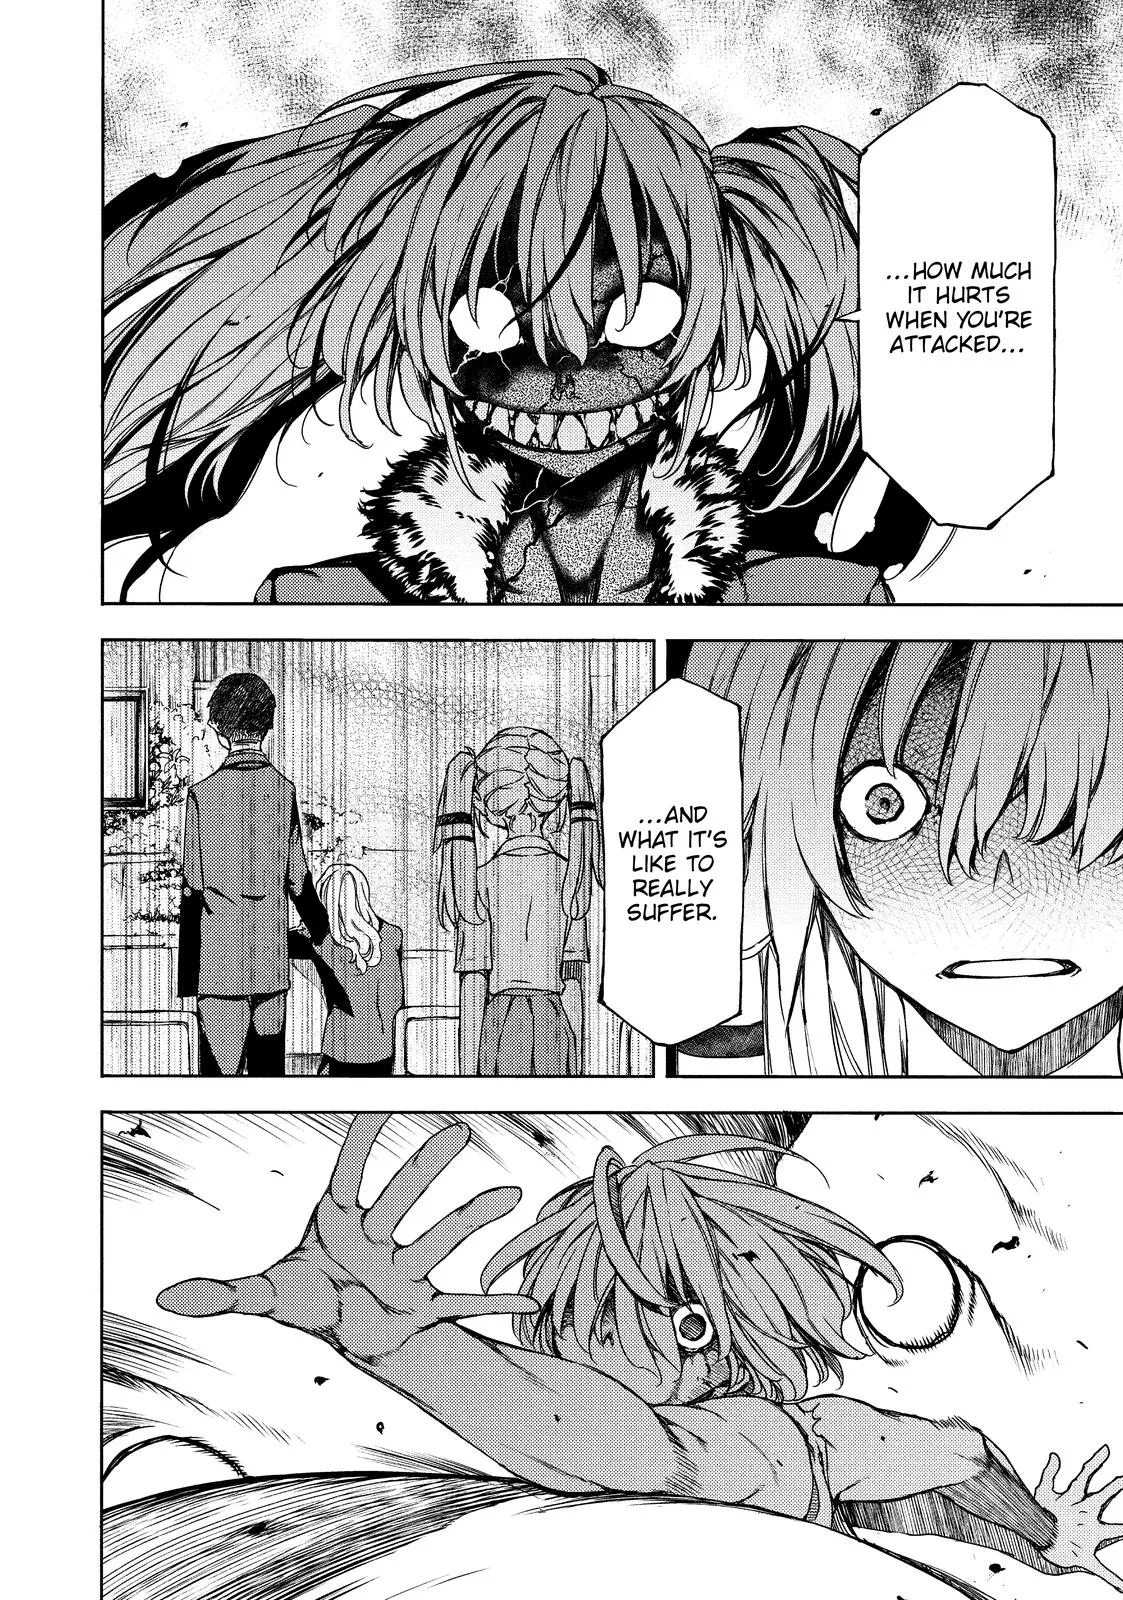 ...HOW MUCH
IT HURTS
WHEN YOU'RE
ATTACKED...
...AND
WHAT IT'S
LIKE TO
REALLY
SUFFER.